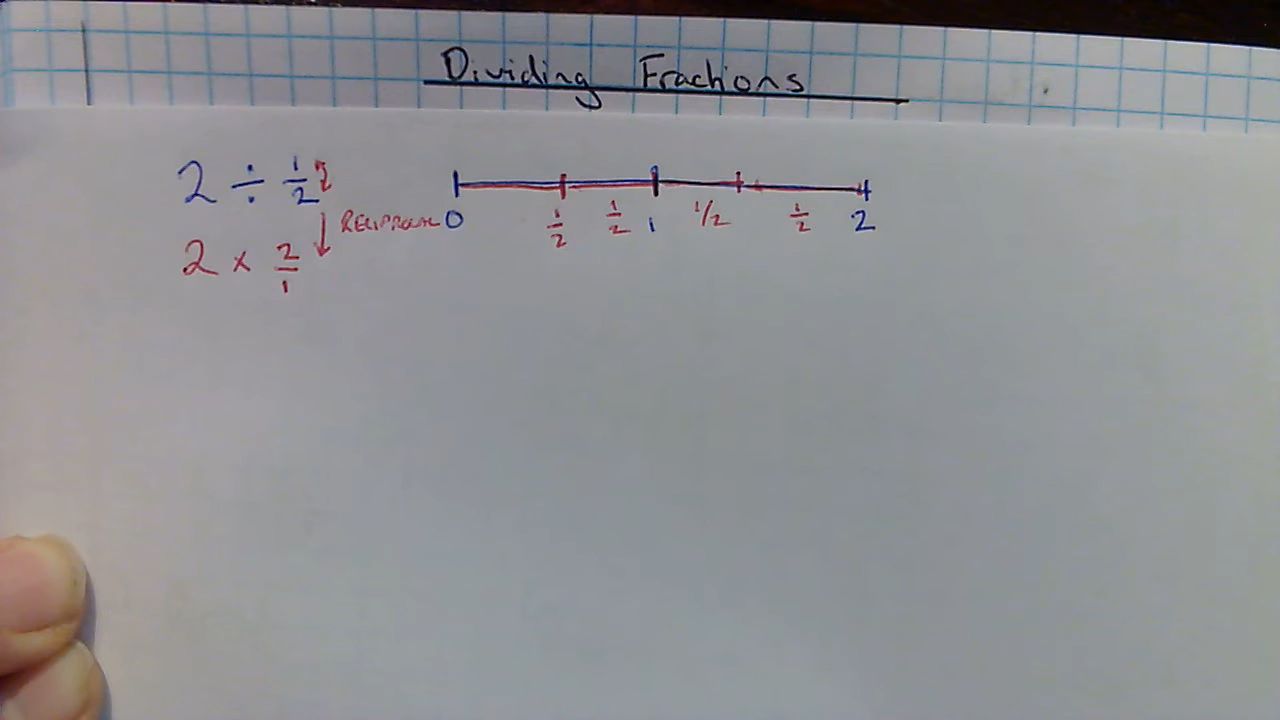 Dividing Fractions
2 ÷ 1/2
RECIPROCAL
2 × 2/1
0 1/2 1/2 1 1/2 1/2 2